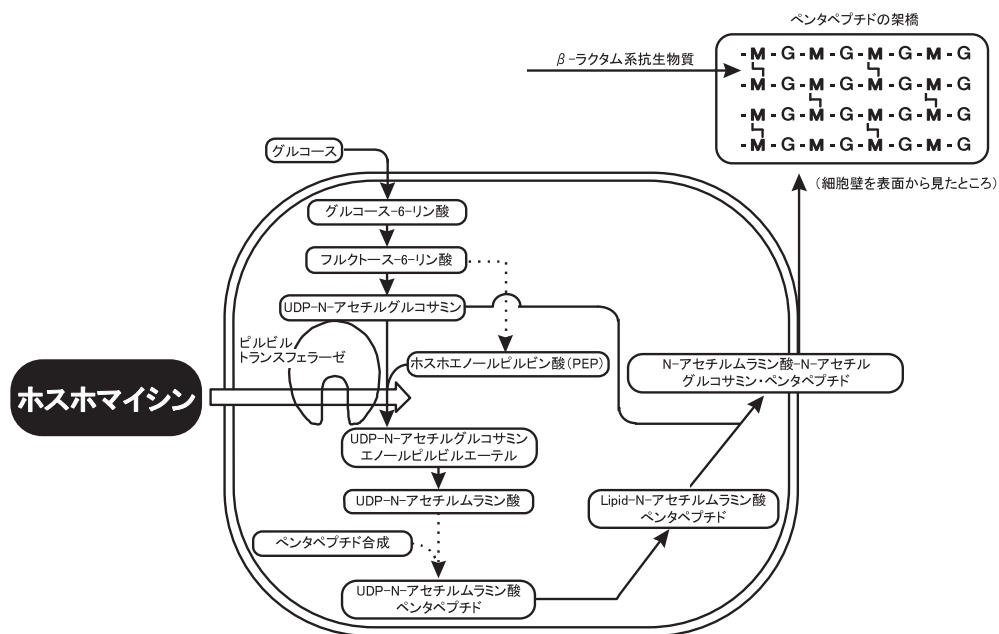 ペンタペプチドの架橋
β-ラクタム系抗生物質
-M-G-M-G-M-G-M-G
-M-G-M-G-M-G-M-G
-M-G-M-G-M-G-M-G
-M-G-M-G-M-G-M-G
(細胞壁を表面から見たところ)
グルコース
グルコース-6-リン酸
フルクトース-6-リン酸
UDP-N-アセチルグルコサミン
ピルビル
トランスフェラーゼ
ホスホエノールピルビン酸(PEP)
ホスホマイシン
N-アセチルムラミン酸-N-アセチル
グルコサミン・ペンタペプチド
UDP-N-アセチルグルコサミン
エノールピルビルエーテル
UDP-N-アセチルムラミン酸
Lipid-N-アセチルムラミン酸
ペンタペプチド
ペンタペプチド合成
UDP-N-アセチルムラミン酸
ペンタペプチド